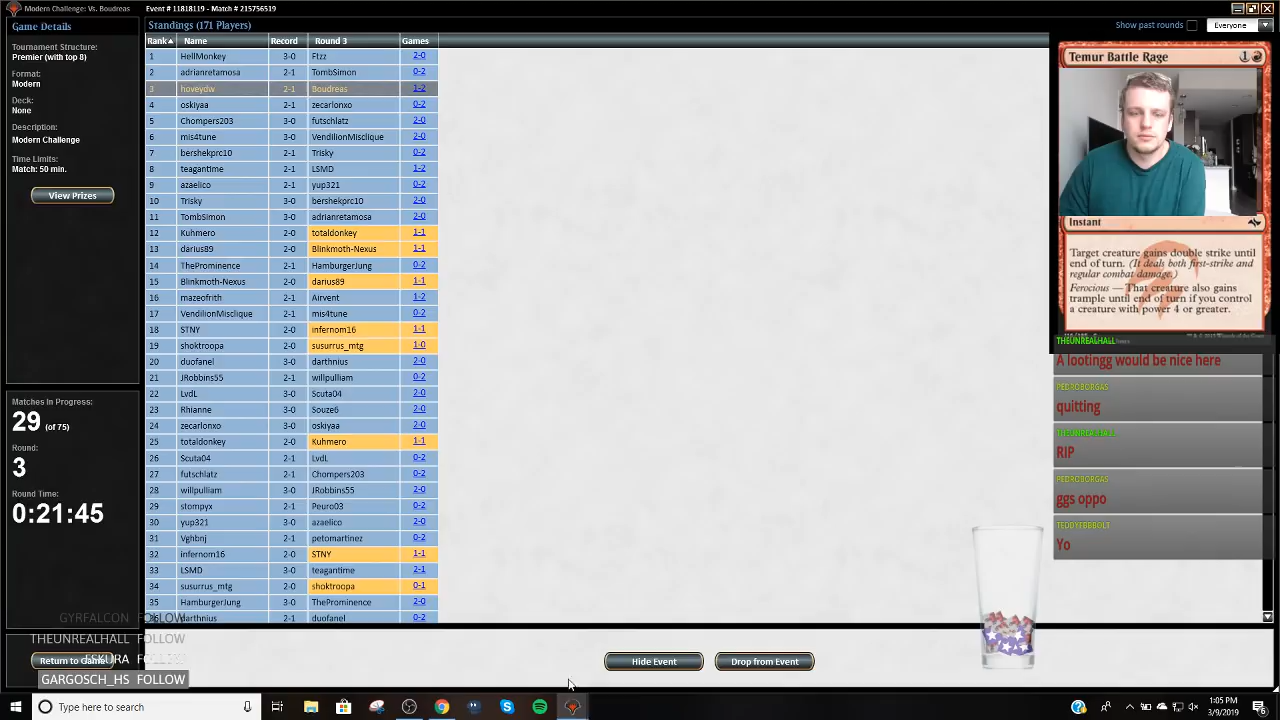 Modern Challenge: Vs. Boudreas
Event # 11818119 - Match # 215756519
Game Details
Tournament Structure:
Premier (with top 8)
Format:
Modern
Deck:
None
Description:
Modern Challenge
Time Limits:
Match: 50 min.
View Prizes
Matches In Progress:
29 (of 75)
Round:
3
Round Time:
0:21:45
Standings (171 Players)
Show past rounds
Everyone
Rank Name Record Round 3 Games
1 HellMonkey 3-0 Ftzz 2-0
2 adrianretamosa 2-1 TombSimon 0-2
3 hoveydw 2-1 Boudreas 1-2
4 oskiyaa 2-1 zecarlonxo 0-2
5 Chompers203 3-0 futschlatz 2-0
6 mis4tune 3-0 VendilionMisclique 2-0
7 bershekprc10 2-1 Trisky 0-2
8 teagantime 2-1 LSMD 1-2
9 azaelico 2-1 yup321 0-2
10 Trisky 3-0 bershekprc10 2-0
11 TombSimon 3-0 adrianretamosa 2-0
12 Kuhmero 2-0 totaldonkey 1-1
13 darius89 2-0 Blinkmoth-Nexus 1-1
14 TheProminence 2-1 HamburgerJung 0-2
15 Blinkmoth-Nexus 2-0 darius89 1-1
16 mazeofrith 2-1 Airvent 1-2
17 VendilionMisclique 2-1 mis4tune 0-2
18 STNY 2-0 infernom16 1-1
19 shoktroopa 2-0 susurrus_mtg 1-0
20 duofanel 3-0 darthnius 2-0
21 JRobbins55 2-1 willpulliam 0-2
22 LvdL 3-0 Scuta04 2-0
23 Rhianne 3-0 Souze6 2-0
24 zecarlonxo 3-0 oskiyaa 2-0
25 totaldonkey 2-0 Kuhmero 1-1
26 Scuta04 2-1 LvdL 0-2
27 futschlatz 2-1 Chompers203 0-2
28 willpulliam 3-0 JRobbins55 2-0
29 stompyx 2-1 Peuro03 0-2
30 yup321 3-0 azaelico 2-0
31 Vghbnj 2-1 petomartinez 0-2
32 infernom16 2-0 STNY 1-1
33 LSMD 3-0 teagantime 2-1
34 susurrus_mtg 2-0 shoktroopa 0-1
35 HamburgerJung 3-0 TheProminence 2-0
darthnius 2-1 duofanel 0-2
GYRFALCON FOLLOW
THEUNREALHALL FOLLOW
FOLLOW
GARGOSCH_HS FOLLOW
Return to Game
Hide Event
Drop from Event
Temur Battle Rage
1
Instant
Target creature gains double strike until
end of turn. (It deals both first-strike and
regular combat damage.)
Ferocious — That creature also gains
trample until end of turn if you control
a creature with power 4 or greater.
THEUNREALHALL
A lootingg would be nice here
PEDROBORGAS
quitting
THEUNREALHALL
RIP
PEDROBORGAS
ggs oppo
TEDDYFBBBOLT
Yo
Type here to search
1:05 PM
3/9/2019